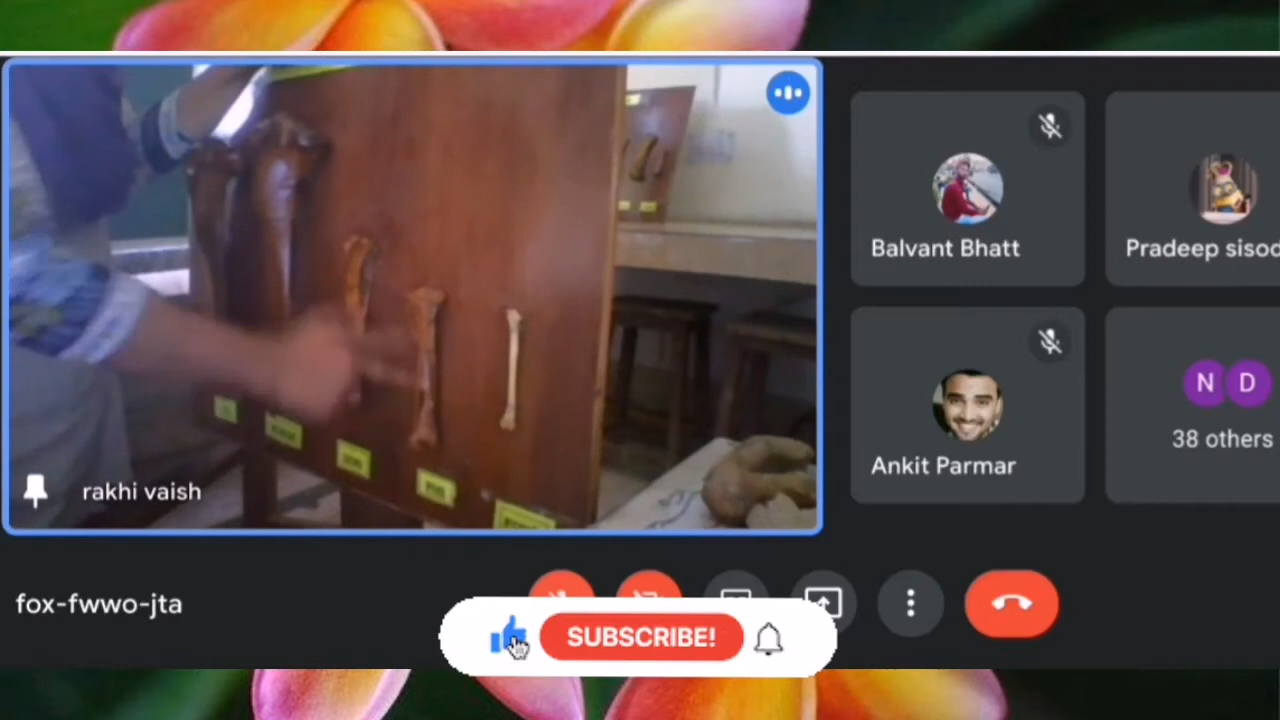 Balvant Bhatt
Pradeep sisod
Ankit Parmar
N D
38 others
rakhi vaish
fox-fwwo-jta
SUBSCRIBE!